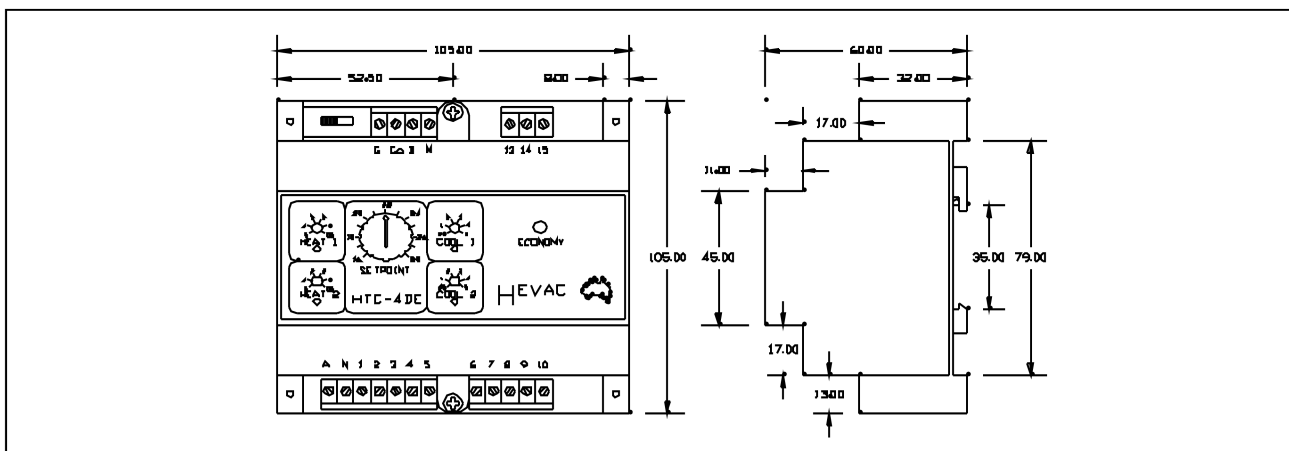 105.00 60.00
52.50 8.00 32.00
17.00
13 14 15
11.00
HEAT 1 COOL 1 ECONOMY
SETPOINT
105.00 45.00 35.00 79.00
HEAT 2 HTC-4DE COOL 2 HEVAC
A N 1 2 3 4 5 6 7 8 9 10
17.00
13.00